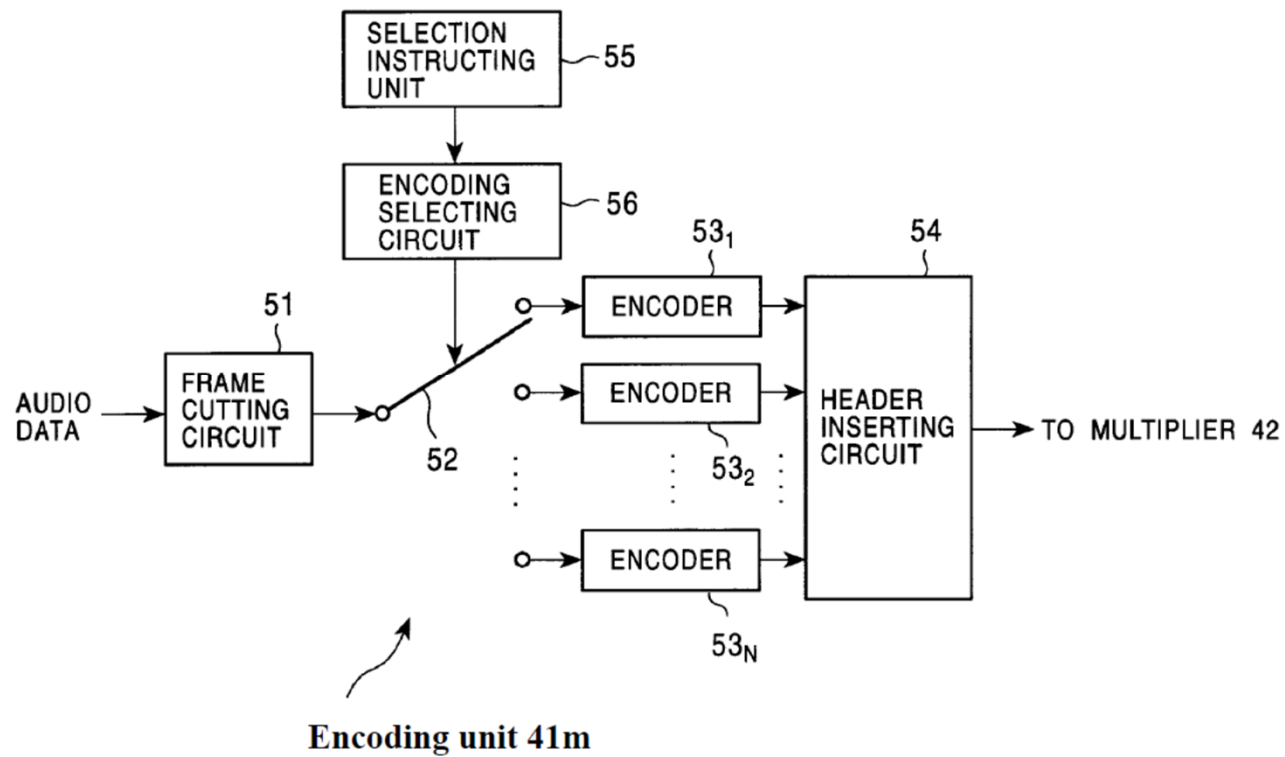 SELECTION
INSTRUCTING
UNIT
55
ENCODING
SELECTING
CIRCUIT
56
53₁
54
ENCODER
51
AUDIO
DATA
FRAME
CUTTING
CIRCUIT
52
ENCODER
53₂
HEADER
INSERTING
CIRCUIT
TO MULTIPLIER 42
ENCODER
53N
Encoding unit 41m